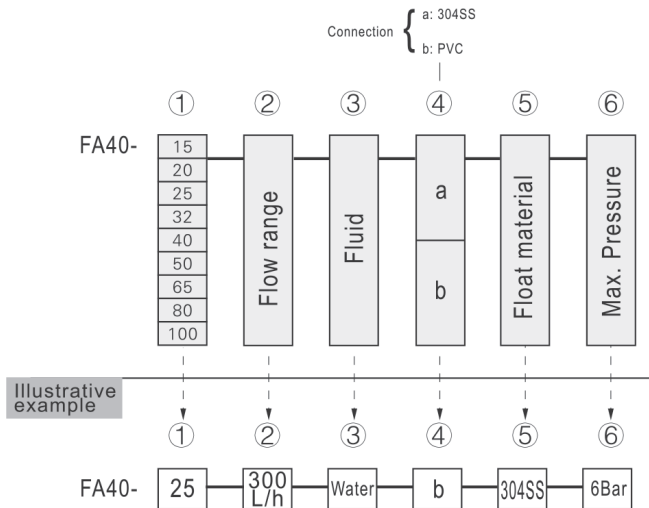 a: 304SS
Connection {
b: PVC
① ② ③ ④ ⑤ ⑥
FA40-
15
20
25
32
40
50
65
80
100
Flow range
Fluid
a
b
Float material
Max. Pressure
Illustrative
example
① ② ③ ④ ⑤ ⑥
FA40- 25 300 L/h Water b 304SS 6Bar